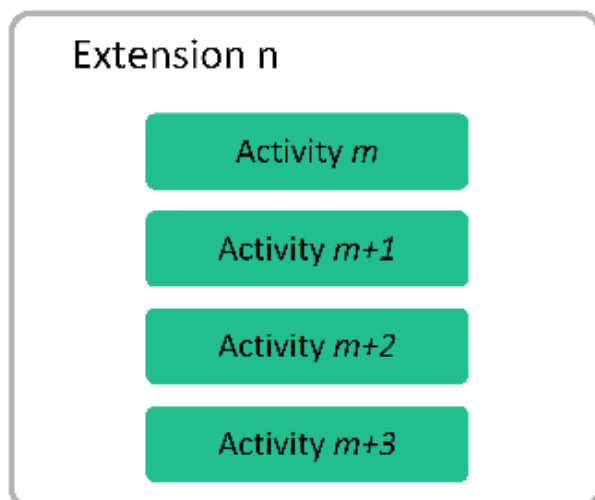 Extension n
Activity m
Activity m+1
Activity m+2
Activity m+3